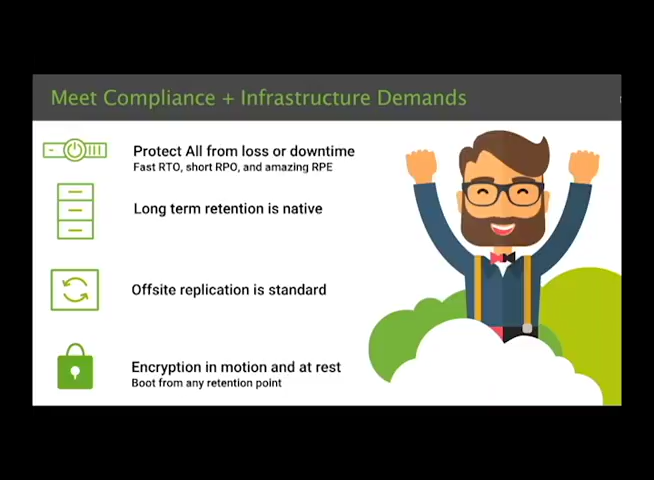 Meet Compliance + Infrastructure Demands
Protect All from loss or downtime
Fast RTO, short RPO, and amazing RPE
Long term retention is native
Offsite replication is standard
Encryption in motion and at rest
Boot from any retention point